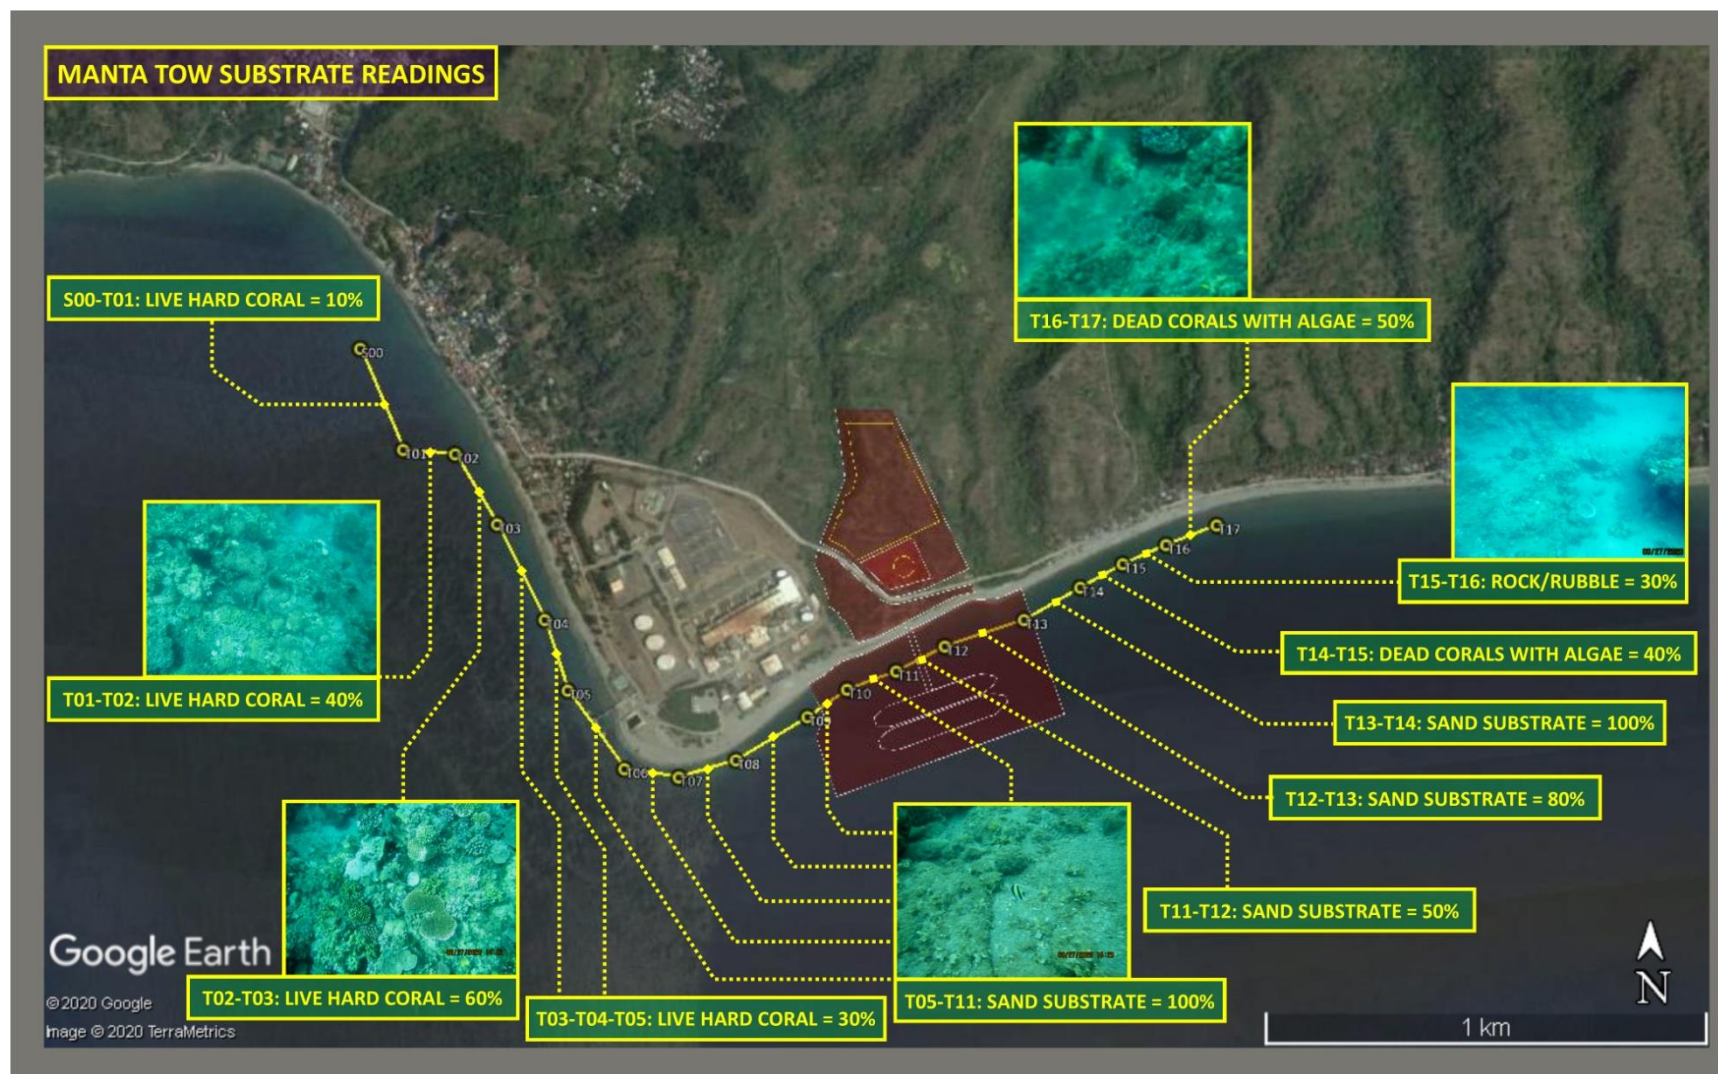 MANTA TOW SUBSTRATE READINGS
T16-T17: DEAD CORALS WITH ALGAE = 50%
S00-T01: LIVE HARD CORAL = 10%
S00
T01
T02
T03
T04
T05
T06
T07
T08
T09
T10
T11
T12
T13
T14
T15
T16
T17
T15-T16: ROCK/RUBBLE = 30%
T14-T15: DEAD CORALS WITH ALGAE = 40%
T01-T02: LIVE HARD CORAL = 40%
T13-T14: SAND SUBSTRATE = 100%
T12-T13: SAND SUBSTRATE = 80%
T11-T12: SAND SUBSTRATE = 50%
Google Earth
T02-T03: LIVE HARD CORAL = 60%
T03-T04-T05: LIVE HARD CORAL = 30%
T05-T11: SAND SUBSTRATE = 100%
N
© 2020 Google
Image © 2020 TerraMetrics
1 km